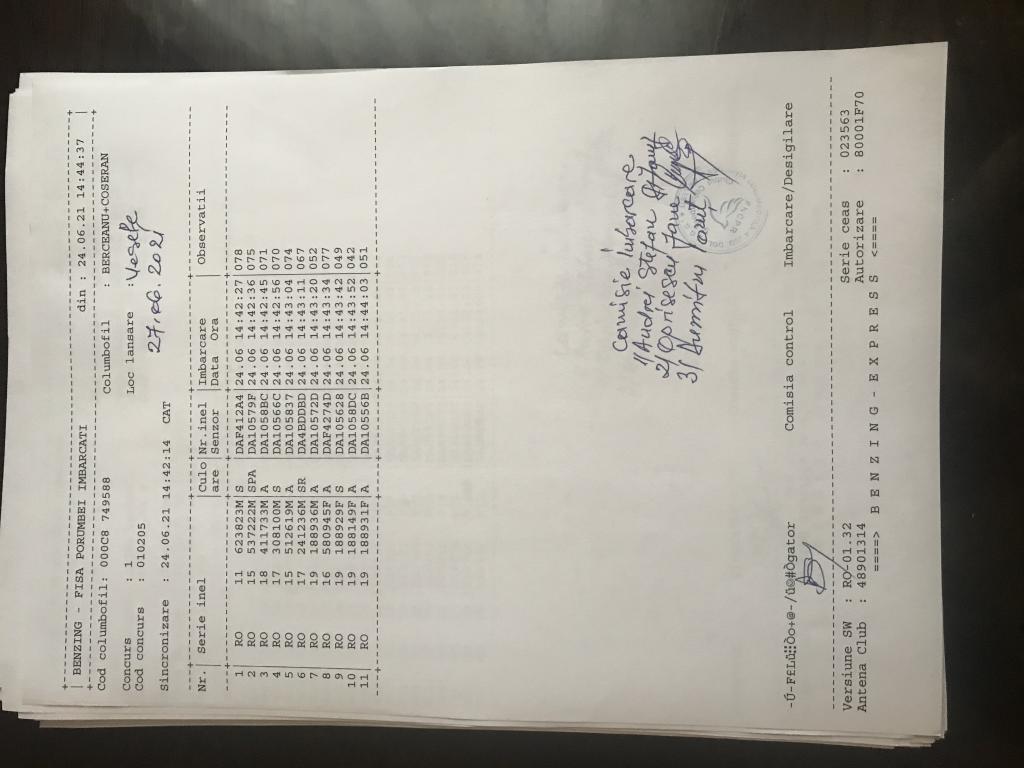 | BENZING - FISA PORUMBEI IMBARCATI din : 24.06.21 14:44:37 |
Cod columbofil: 000C8 749588 Columbofil : BERCEANU+COSERAN
Concurs : 1 Loc lansare :
Cod concurs : 010205
27.06.2021
Sincronizare : 24.06.21 14:42:14 CAT
Nr.| Serie inel |Culo|Nr.inel |Imbarcare | Observatii
|are |Senzor |Data Ora |
1 | RO 11 623823M|S |DAF412A4|24.06 14:42:27|078
2 | RO 15 537222M|SPA |DA10579F|24.06 14:42:36|075
3 | RO 18 411733M|A |DA1058BC|24.06 14:42:45|071
4 | RO 17 308100M|S |DA10566C|24.06 14:42:56|070
5 | RO 15 512619M|A |DA105837|24.06 14:43:04|074
6 | RO 17 241236M|SR |DA4BDDBD|24.06 14:43:11|067
7 | RO 19 188936M|A |DA10572D|24.06 14:43:20|052
8 | RO 16 580945F|A |DAF4274D|24.06 14:43:34|077
9 | RO 19 188929F|S |DA105628|24.06 14:43:42|049
10 | RO 19 188149F|A |DA1058DC|24.06 14:43:52|042
11 | RO 19 188931F|A |DA10556B|24.06 14:44:03|051
Comisie Imbarcare
1/ Andrei Stefan
2/ Oprisescu
3/ Dumitru Ionut
FNCPR
Comisia control Imbarcare/Desigilare
Versiune SW : RO-01.32 Serie ceas : 023563
Antena Club : 48901314 Autorizare : 80001F70
====> B E N Z I N G - E X P R E S S <====